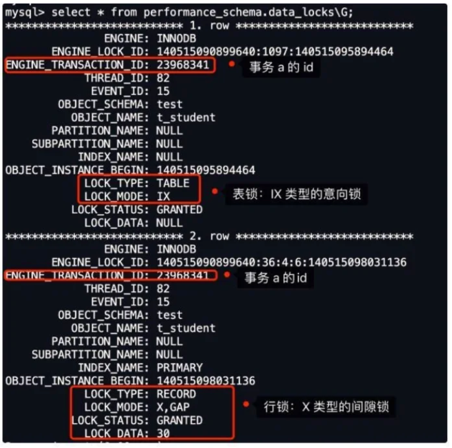 mysql> select * from performance_schema.data_locks\G;
*************************** 1. row ***************************
ENGINE: INNODB
ENGINE_LOCK_ID: 140515090899640:1097:140515095894464
ENGINE_TRANSACTION_ID: 23968341 事务 a 的 id
THREAD_ID: 82
EVENT_ID: 15
OBJECT_SCHEMA: test
OBJECT_NAME: t_student
PARTITION_NAME: NULL
SUBPARTITION_NAME: NULL
INDEX_NAME: NULL
OBJECT_INSTANCE_BEGIN: 140515095894464
LOCK_TYPE: TABLE
LOCK_MODE: IX 表锁：IX 类型的意向锁
LOCK_STATUS: GRANTED
LOCK_DATA: NULL
*************************** 2. row ***************************
ENGINE: INNODB
ENGINE_LOCK_ID: 140515090899640:36:4:6:140515098031136
ENGINE_TRANSACTION_ID: 23968341 事务 a 的 id
THREAD_ID: 82
EVENT_ID: 15
OBJECT_SCHEMA: test
OBJECT_NAME: t_student
PARTITION_NAME: NULL
SUBPARTITION_NAME: NULL
INDEX_NAME: PRIMARY
OBJECT_INSTANCE_BEGIN: 140515098031136
LOCK_TYPE: RECORD
LOCK_MODE: X,GAP 行锁：X 类型的间隙锁
LOCK_STATUS: GRANTED
LOCK_DATA: 30